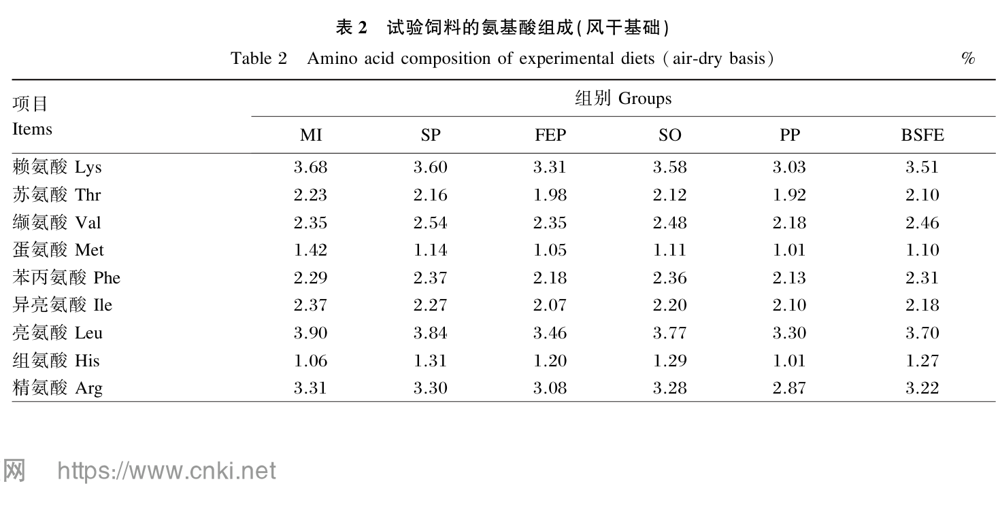 表 2 试验饲料的氨基酸组成(风干基础)
Table 2 Amino acid composition of experimental diets (air-dry basis) %
项目 组别 Groups
Items MI SP FEP SO PP BSFE
赖氨酸 Lys 3.68 3.60 3.31 3.58 3.03 3.51
苏氨酸 Thr 2.23 2.16 1.98 2.12 1.92 2.10
缬氨酸 Val 2.35 2.54 2.35 2.48 2.18 2.46
蛋氨酸 Met 1.42 1.14 1.05 1.11 1.01 1.10
苯丙氨酸 Phe 2.29 2.37 2.18 2.36 2.13 2.31
异亮氨酸 Ile 2.37 2.27 2.07 2.20 2.10 2.18
亮氨酸 Leu 3.90 3.84 3.46 3.77 3.30 3.70
组氨酸 His 1.06 1.31 1.20 1.29 1.01 1.27
精氨酸 Arg 3.31 3.30 3.08 3.28 2.87 3.22
网 https://www.cnki.net